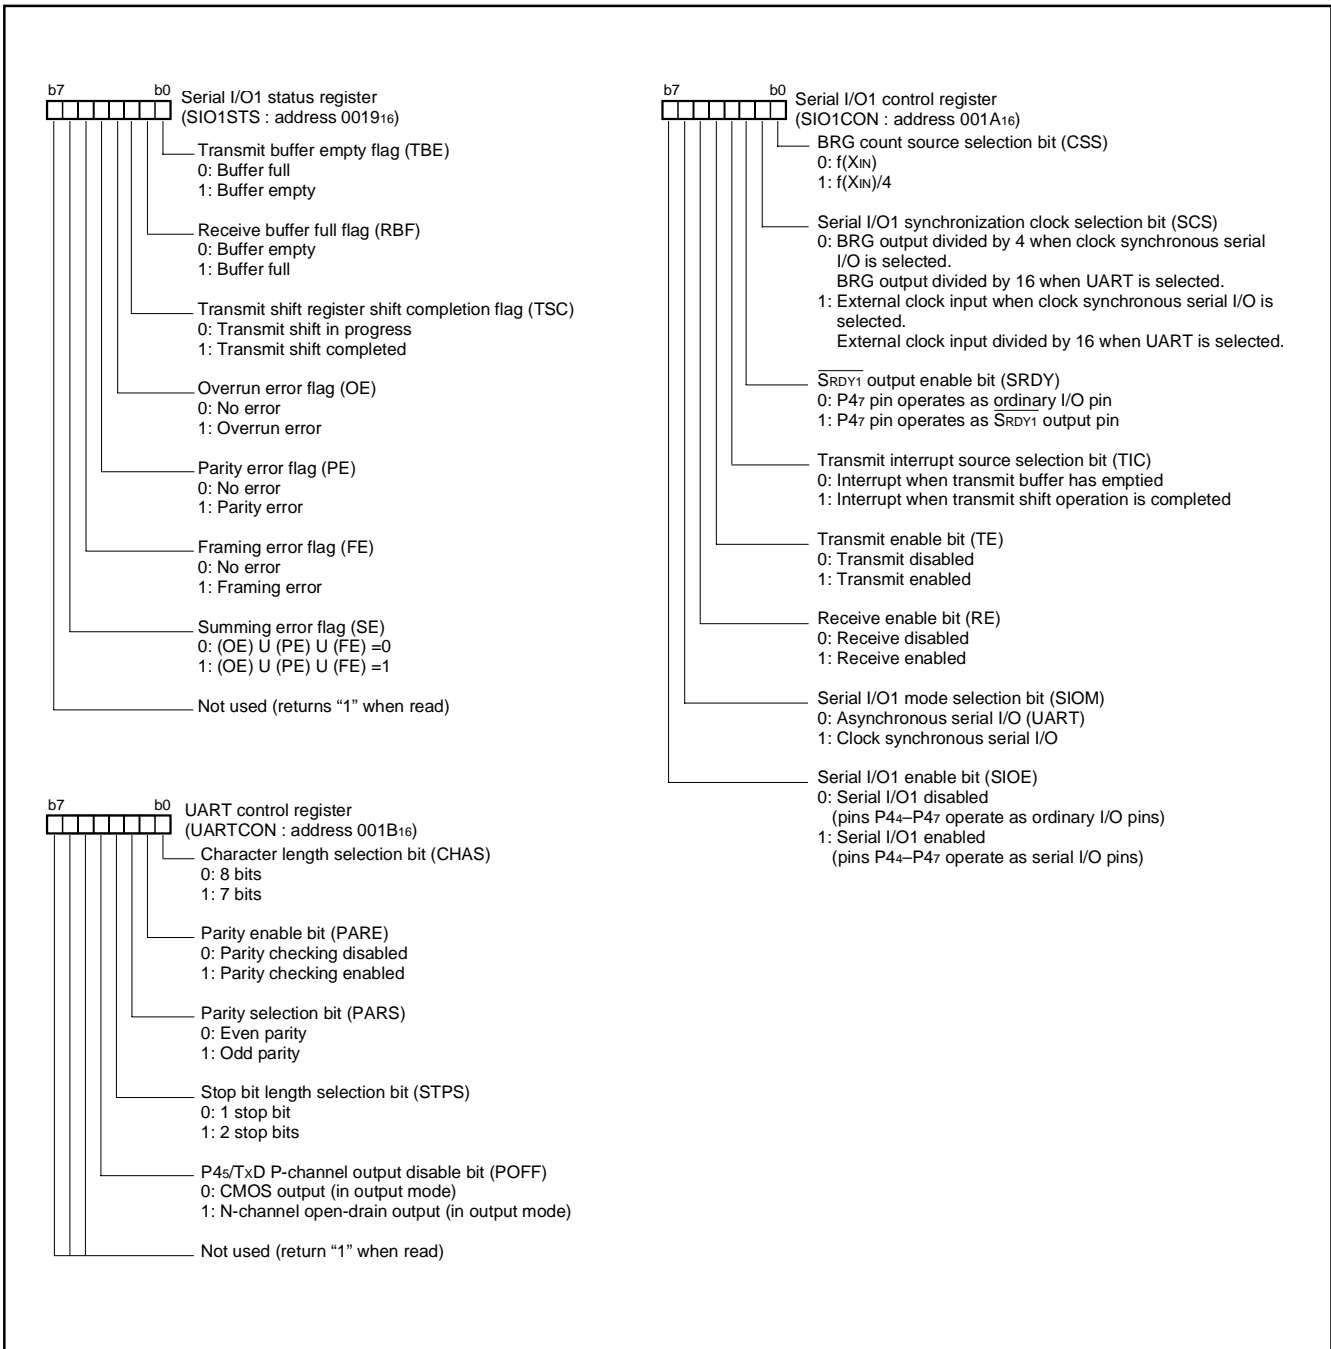 b7 b0
Serial I/O1 status register
(SIO1STS : address 0019₁₆)
Transmit buffer empty flag (TBE)
0: Buffer full
1: Buffer empty
Receive buffer full flag (RBF)
0: Buffer empty
1: Buffer full
Transmit shift register shift completion flag (TSC)
0: Transmit shift in progress
1: Transmit shift completed
Overrun error flag (OE)
0: No error
1: Overrun error
Parity error flag (PE)
0: No error
1: Parity error
Framing error flag (FE)
0: No error
1: Framing error
Summing error flag (SE)
0: (OE) U (PE) U (FE) =0
1: (OE) U (PE) U (FE) =1
Not used (returns “1” when read)
b7 b0
UART control register
(UARTCON : address 001B₁₆)
Character length selection bit (CHAS)
0: 8 bits
1: 7 bits
Parity enable bit (PARE)
0: Parity checking disabled
1: Parity checking enabled
Parity selection bit (PARS)
0: Even parity
1: Odd parity
Stop bit length selection bit (STPS)
0: 1 stop bit
1: 2 stop bits
P4₅/TxD P-channel output disable bit (POFF)
0: CMOS output (in output mode)
1: N-channel open-drain output (in output mode)
Not used (return “1” when read)
b7 b0
Serial I/O1 control register
(SIO1CON : address 001A₁₆)
BRG count source selection bit (CSS)
0: f(XIN)
1: f(XIN)/4
Serial I/O1 synchronization clock selection bit (SCS)
0: BRG output divided by 4 when clock synchronous serial
I/O is selected.
BRG output divided by 16 when UART is selected.
1: External clock input when clock synchronous serial I/O is
selected.
External clock input divided by 16 when UART is selected.
SRDY1 output enable bit (SRDY)
0: P4₇ pin operates as ordinary I/O pin
1: P4₇ pin operates as SRDY1 output pin
Transmit interrupt source selection bit (TIC)
0: Interrupt when transmit buffer has emptied
1: Interrupt when transmit shift operation is completed
Transmit enable bit (TE)
0: Transmit disabled
1: Transmit enabled
Receive enable bit (RE)
0: Receive disabled
1: Receive enabled
Serial I/O1 mode selection bit (SIOM)
0: Asynchronous serial I/O (UART)
1: Clock synchronous serial I/O
Serial I/O1 enable bit (SIOE)
0: Serial I/O1 disabled
(pins P4₄–P4₇ operate as ordinary I/O pins)
1: Serial I/O1 enabled
(pins P4₄–P4₇ operate as serial I/O pins)